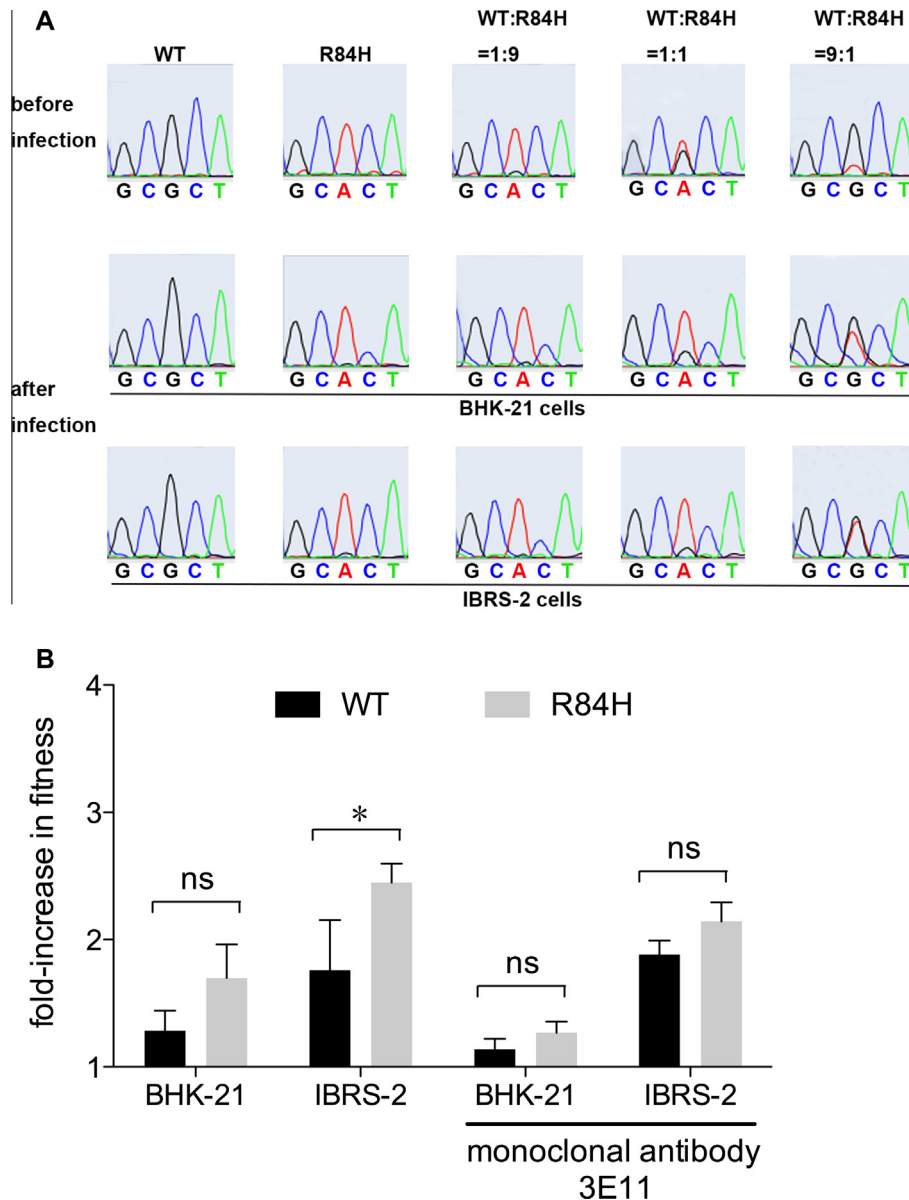 A
WT:R84H WT:R84H WT:R84H
WT R84H =1:9 =1:1 =9:1
before
infection
G C G C T G C A C T G C A C T G C A C T G C G C T
G C G C T G C A C T G C A C T G C A C T G C G C T
after
infection
BHK-21 cells
G C G C T G C A C T G C A C T G C A C T G C G C T
IBRS-2 cells
B
4
WT R84H
3
*
ns ns
fold-increase in fitness
2
ns
1
BHK-21 IBRS-2 BHK-21 IBRS-2
monoclonal antibody
3E11